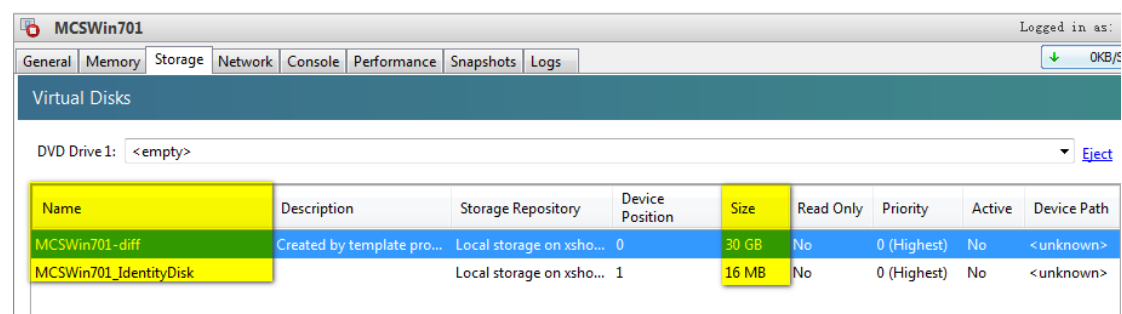 MCSWin701 Logged in as:
General Memory Storage Network Console Performance Snapshots Logs 0KB/S
Virtual Disks
DVD Drive 1: <empty> Eject
Name Description Storage Repository Device Position Size Read Only Priority Active Device Path
MCSWin701-diff Created by template pro... Local storage on xsho... 0 30 GB No 0 (Highest) No <unknown>
MCSWin701_IdentityDisk Local storage on xsho... 1 16 MB No 0 (Highest) No <unknown>